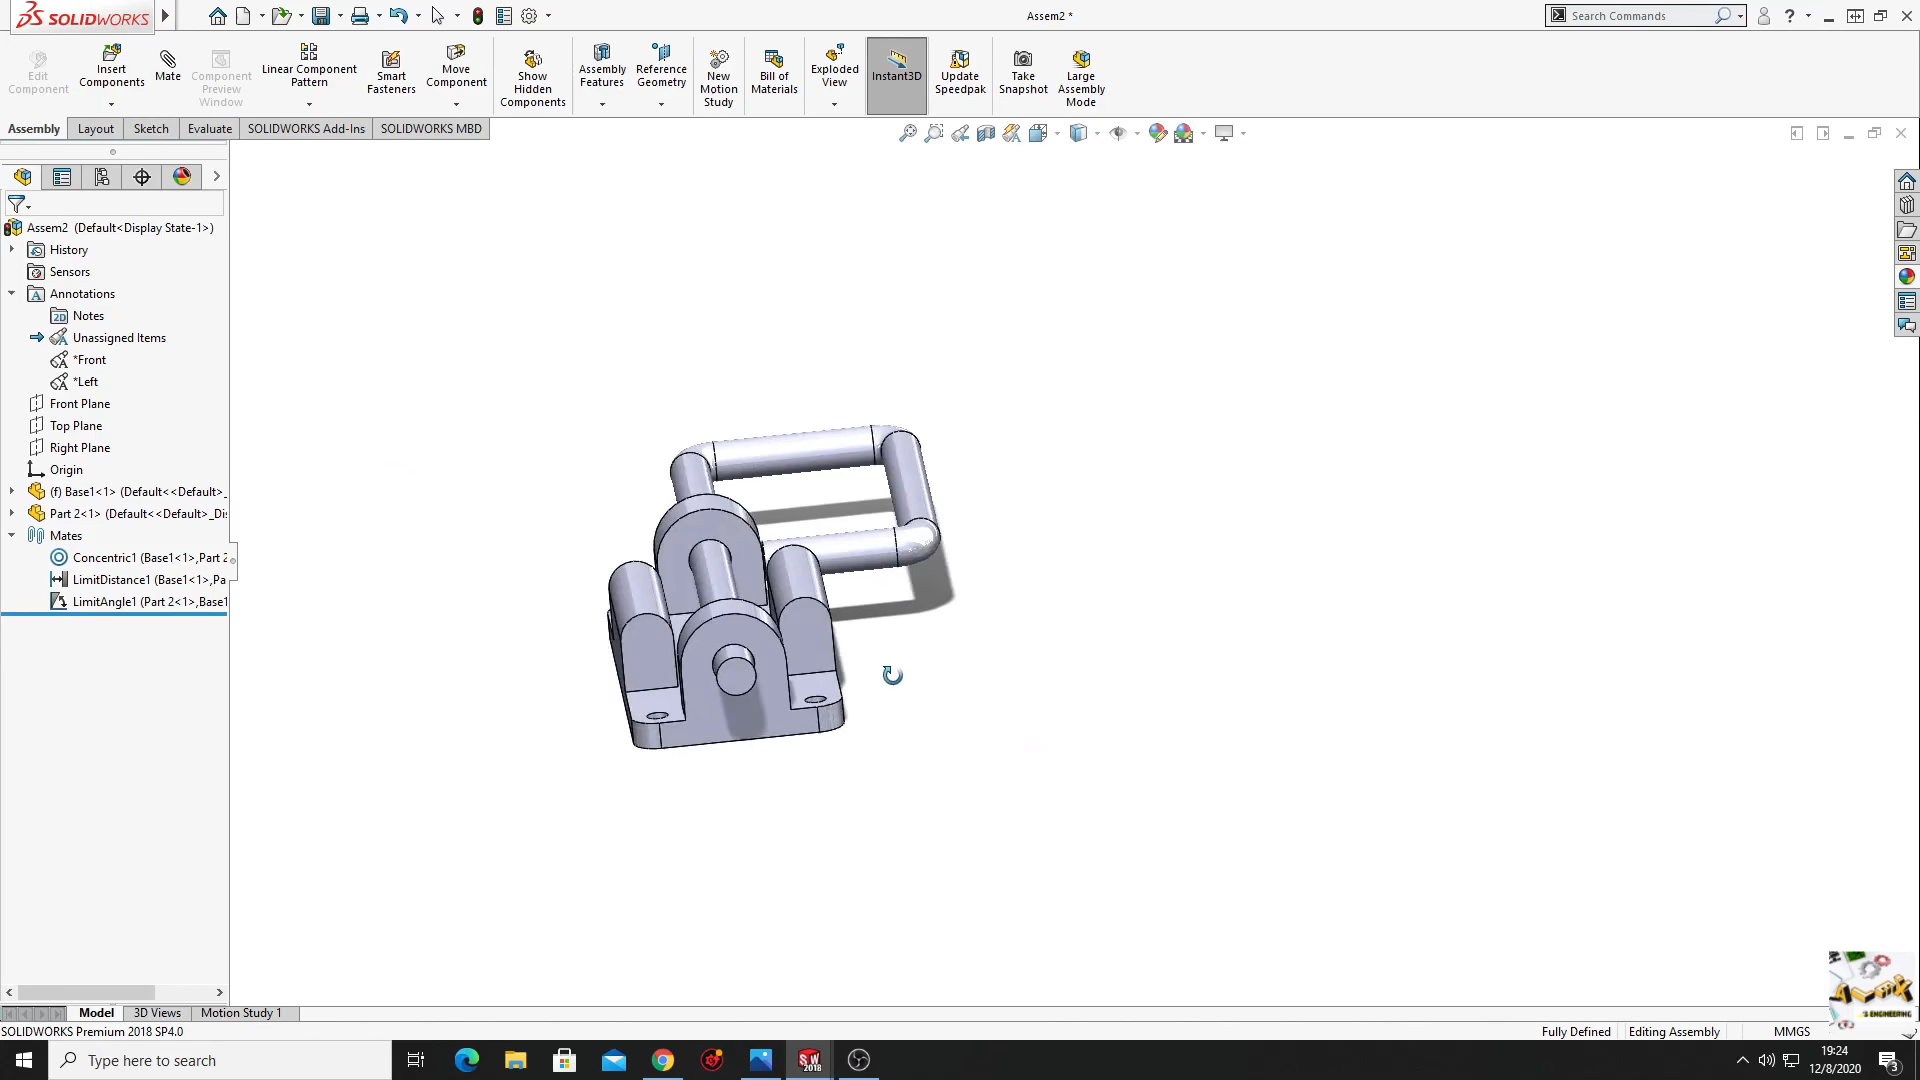 SOLIDWORKS
Assem2 *
Search Commands
Edit Component
Insert Components
Mate
Component Preview Window
Linear Component Pattern
Smart Fasteners
Move Component
Show Hidden Components
Assembly Features
Reference Geometry
New Motion Study
Bill of Materials
Exploded View
Instant3D
Update Speedpak
Take Snapshot
Large Assembly Mode
Assembly
Layout
Sketch
Evaluate
SOLIDWORKS Add-Ins
SOLIDWORKS MBD
Assem2 (Default<Display State-1>)
History
Sensors
Annotations
Notes
Unassigned Items
*Front
*Left
Front Plane
Top Plane
Right Plane
Origin
(f) Base1<1> (Default<<Default>_
Part 2<1> (Default<<Default>_Di
Mates
Concentric1 (Base1<1>,Part 2
LimitDistance1 (Base1<1>,Pa
LimitAngle1 (Part 2<1>,Base1
Model
3D Views
Motion Study 1
SOLIDWORKS Premium 2018 SP4.0
Fully Defined
Editing Assembly
MMGS
'S ENGINEERING
Type here to search
SW 2018
19:24
12/8/2020
3